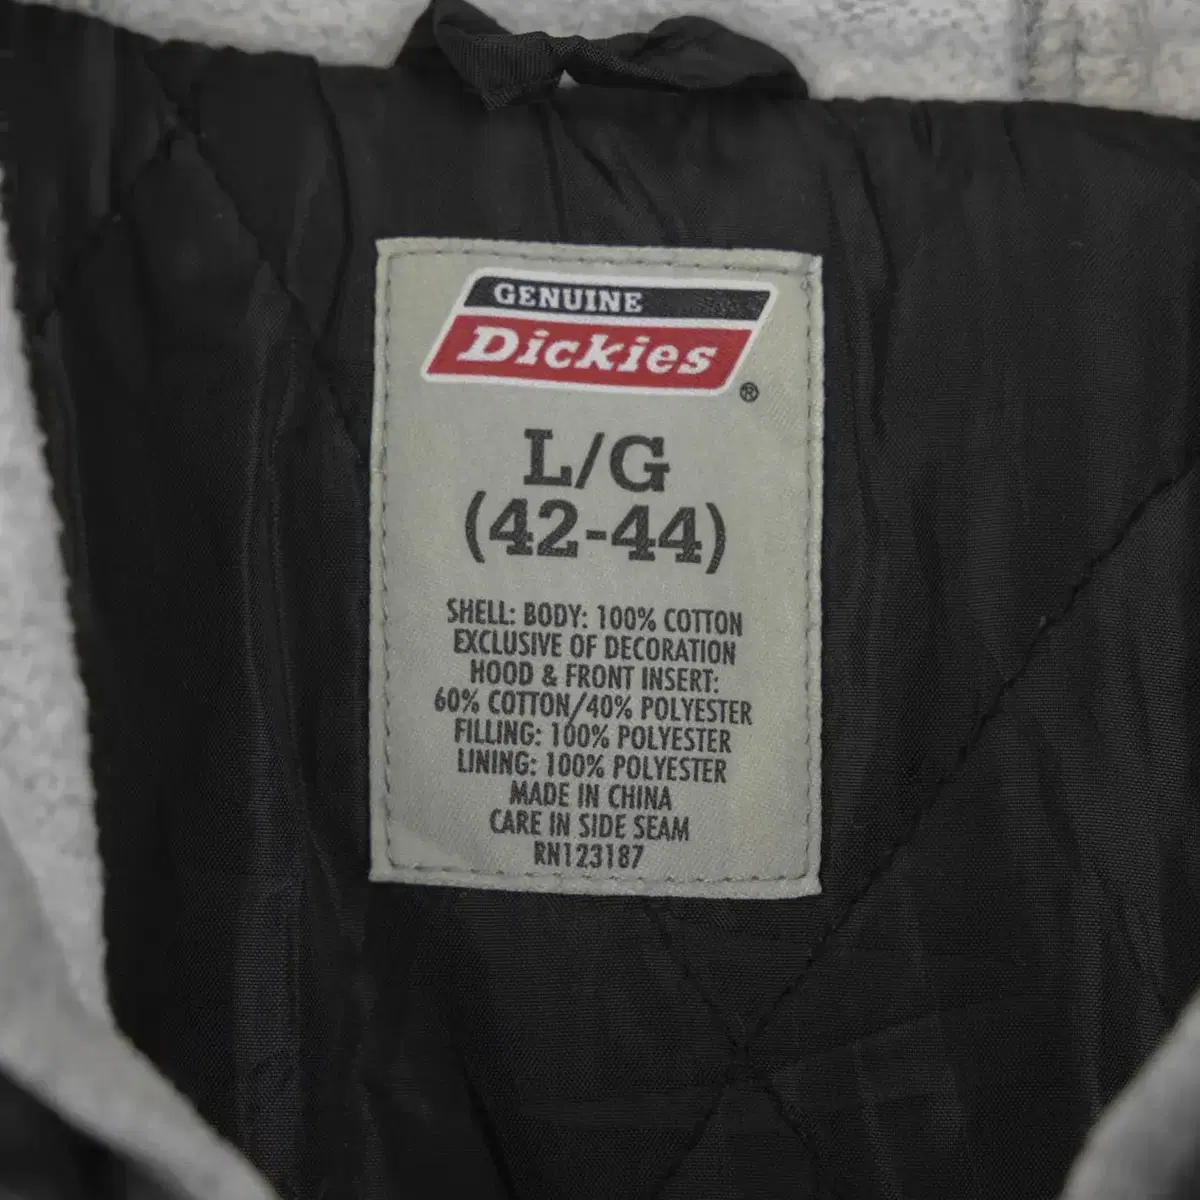 GENUINE
Dickies
®
L/G
(42-44)
SHELL: BODY: 100% COTTON
EXCLUSIVE OF DECORATION
HOOD & FRONT INSERT:
60% COTTON/40% POLYESTER
FILLING: 100% POLYESTER
LINING: 100% POLYESTER
MADE IN CHINA
CARE IN SIDE SEAM
RN123187